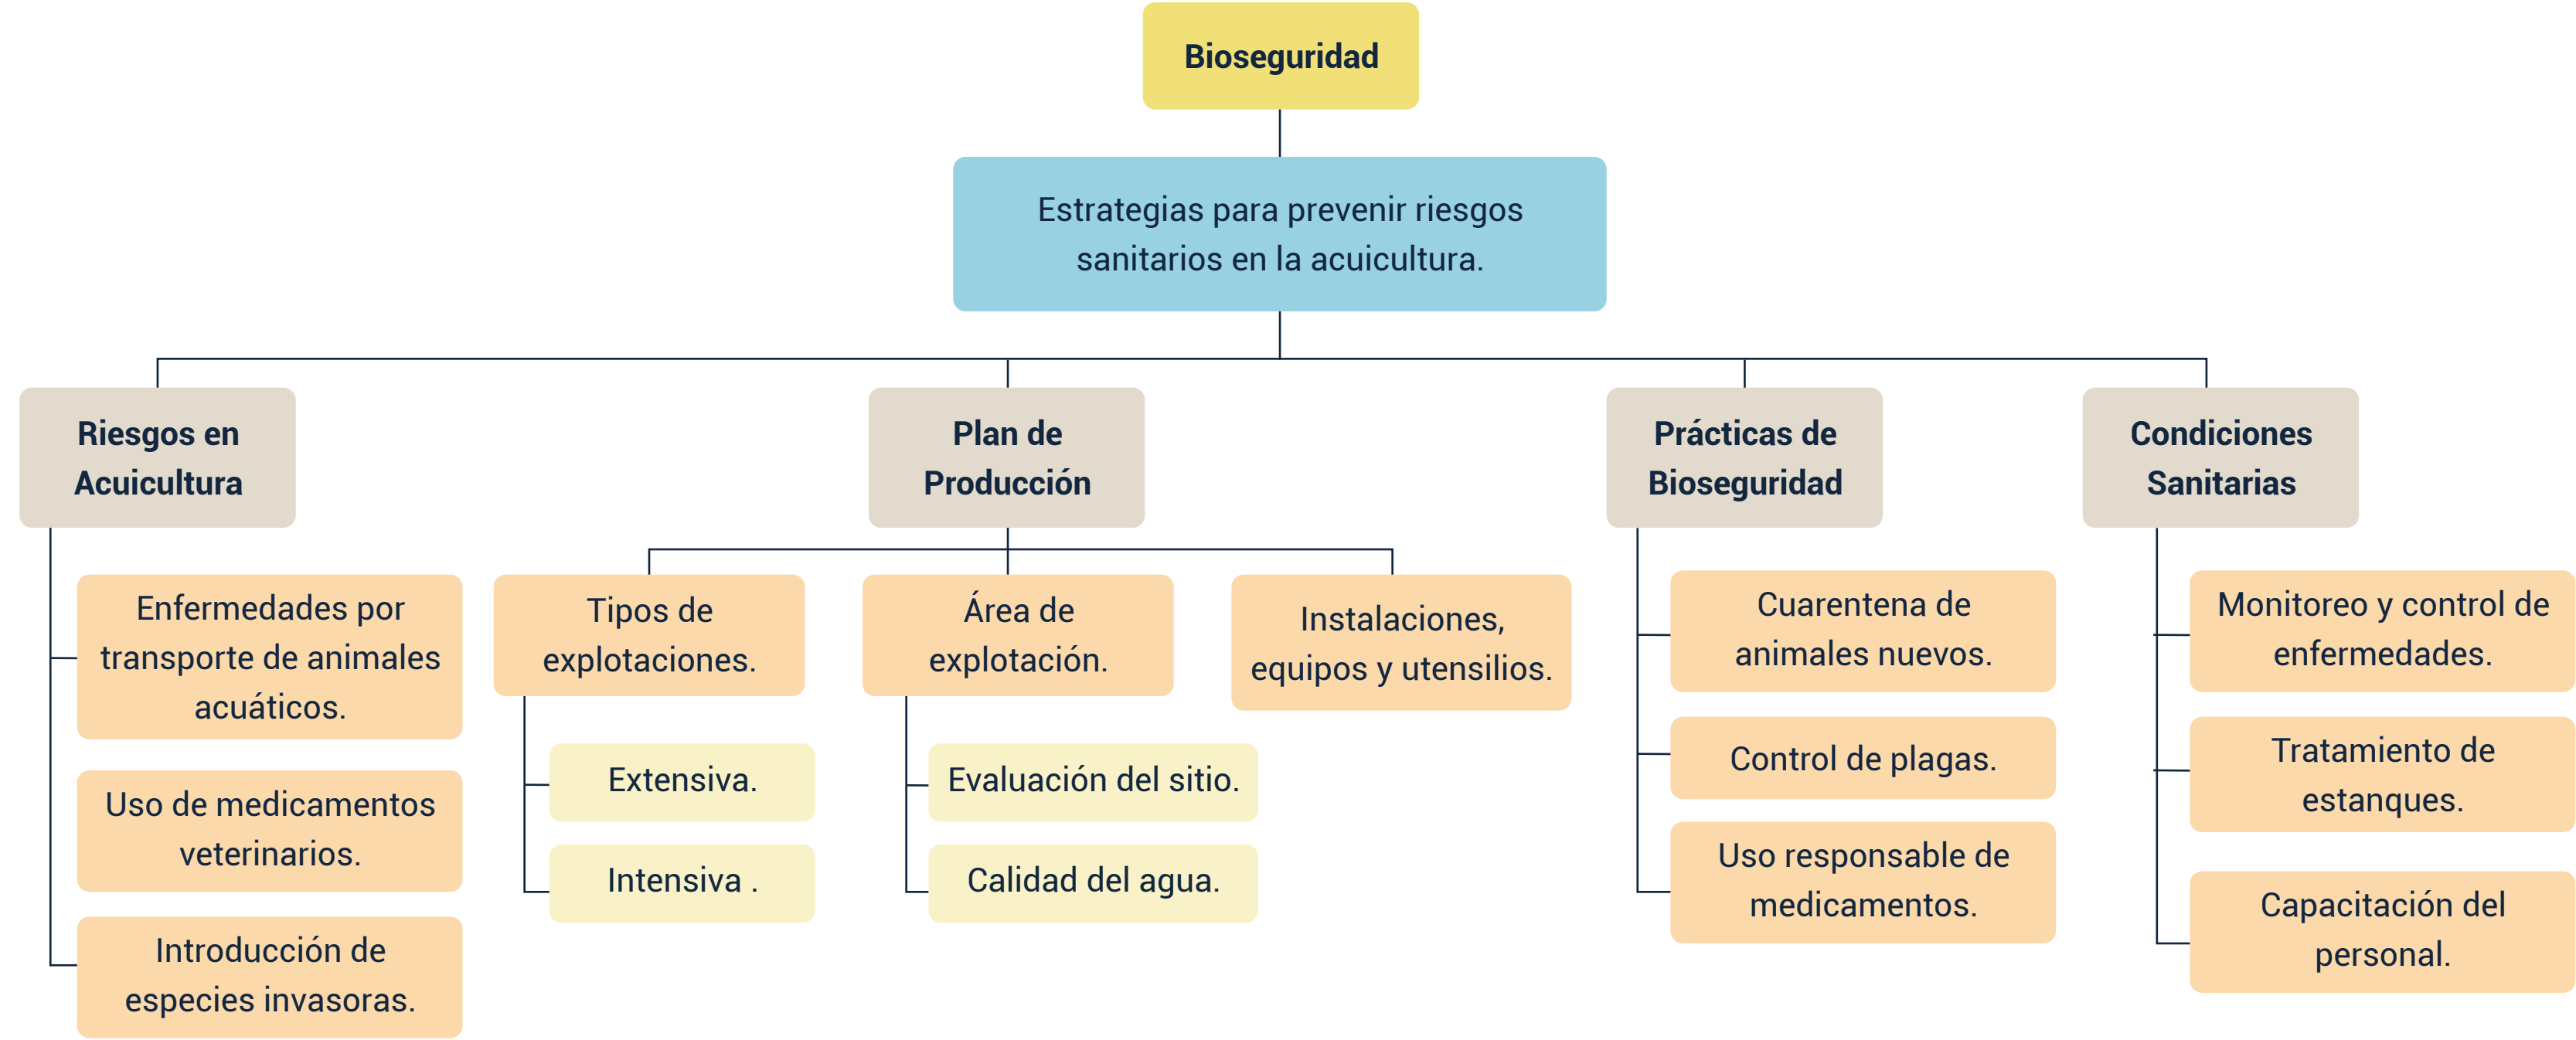 Bioseguridad
Estrategias para prevenir riesgos
sanitarios en la acuicultura.
Riesgos en
Acuicultura
Enfermedades por
transporte de animales
acuáticos.
Uso de medicamentos
veterinarios.
Introducción de
especies invasoras.
Plan de
Producción
Tipos de
explotaciones.
Extensiva.
Intensiva .
Área de
explotación.
Evaluación del sitio.
Calidad del agua.
Instalaciones,
equipos y utensilios.
Prácticas de
Bioseguridad
Cuarentena de
animales nuevos.
Control de plagas.
Uso responsable de
medicamentos.
Condiciones
Sanitarias
Monitoreo y control de
enfermedades.
Tratamiento de
estanques.
Capacitación del
personal.